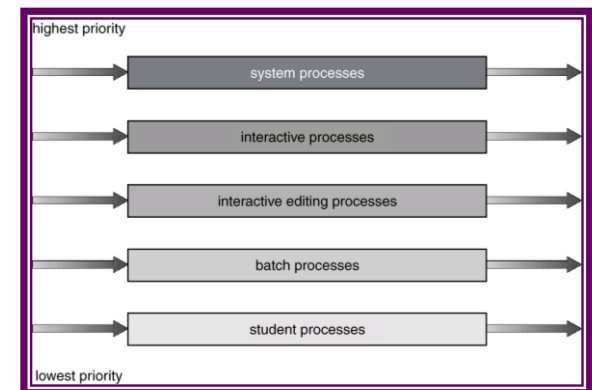 highest priority
system processes
interactive processes
interactive editing processes
batch processes
student processes
lowest priority